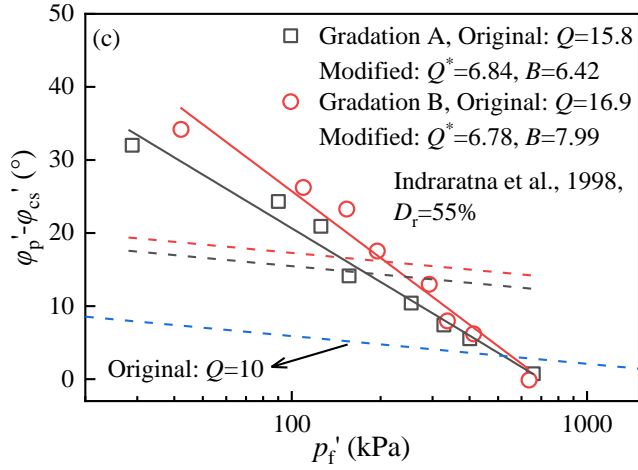 (c)
Gradation A, Original: Q=15.8
Modified: Q*=6.84, B=6.42
Gradation B, Original: Q=16.9
Modified: Q*=6.78, B=7.99
Indraratna et al., 1998,
Dr=55%
Original: Q=10
50
40
30
20
10
0
φp'-φcs' (°)
100
1000
pf' (kPa)